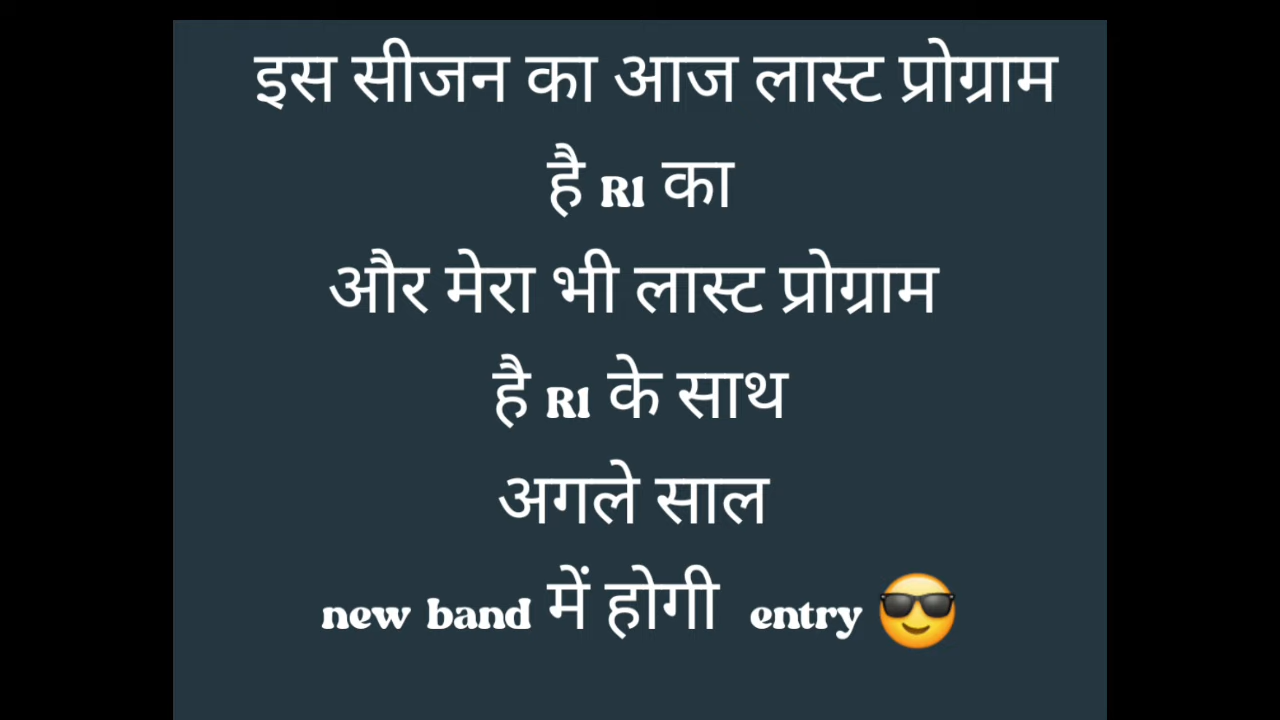 इस सीजन का आज लास्ट प्रोग्राम
है R1 का
और मेरा भी लास्ट प्रोग्राम
है R1 के साथ
अगले साल
new band में होगी entry 😎